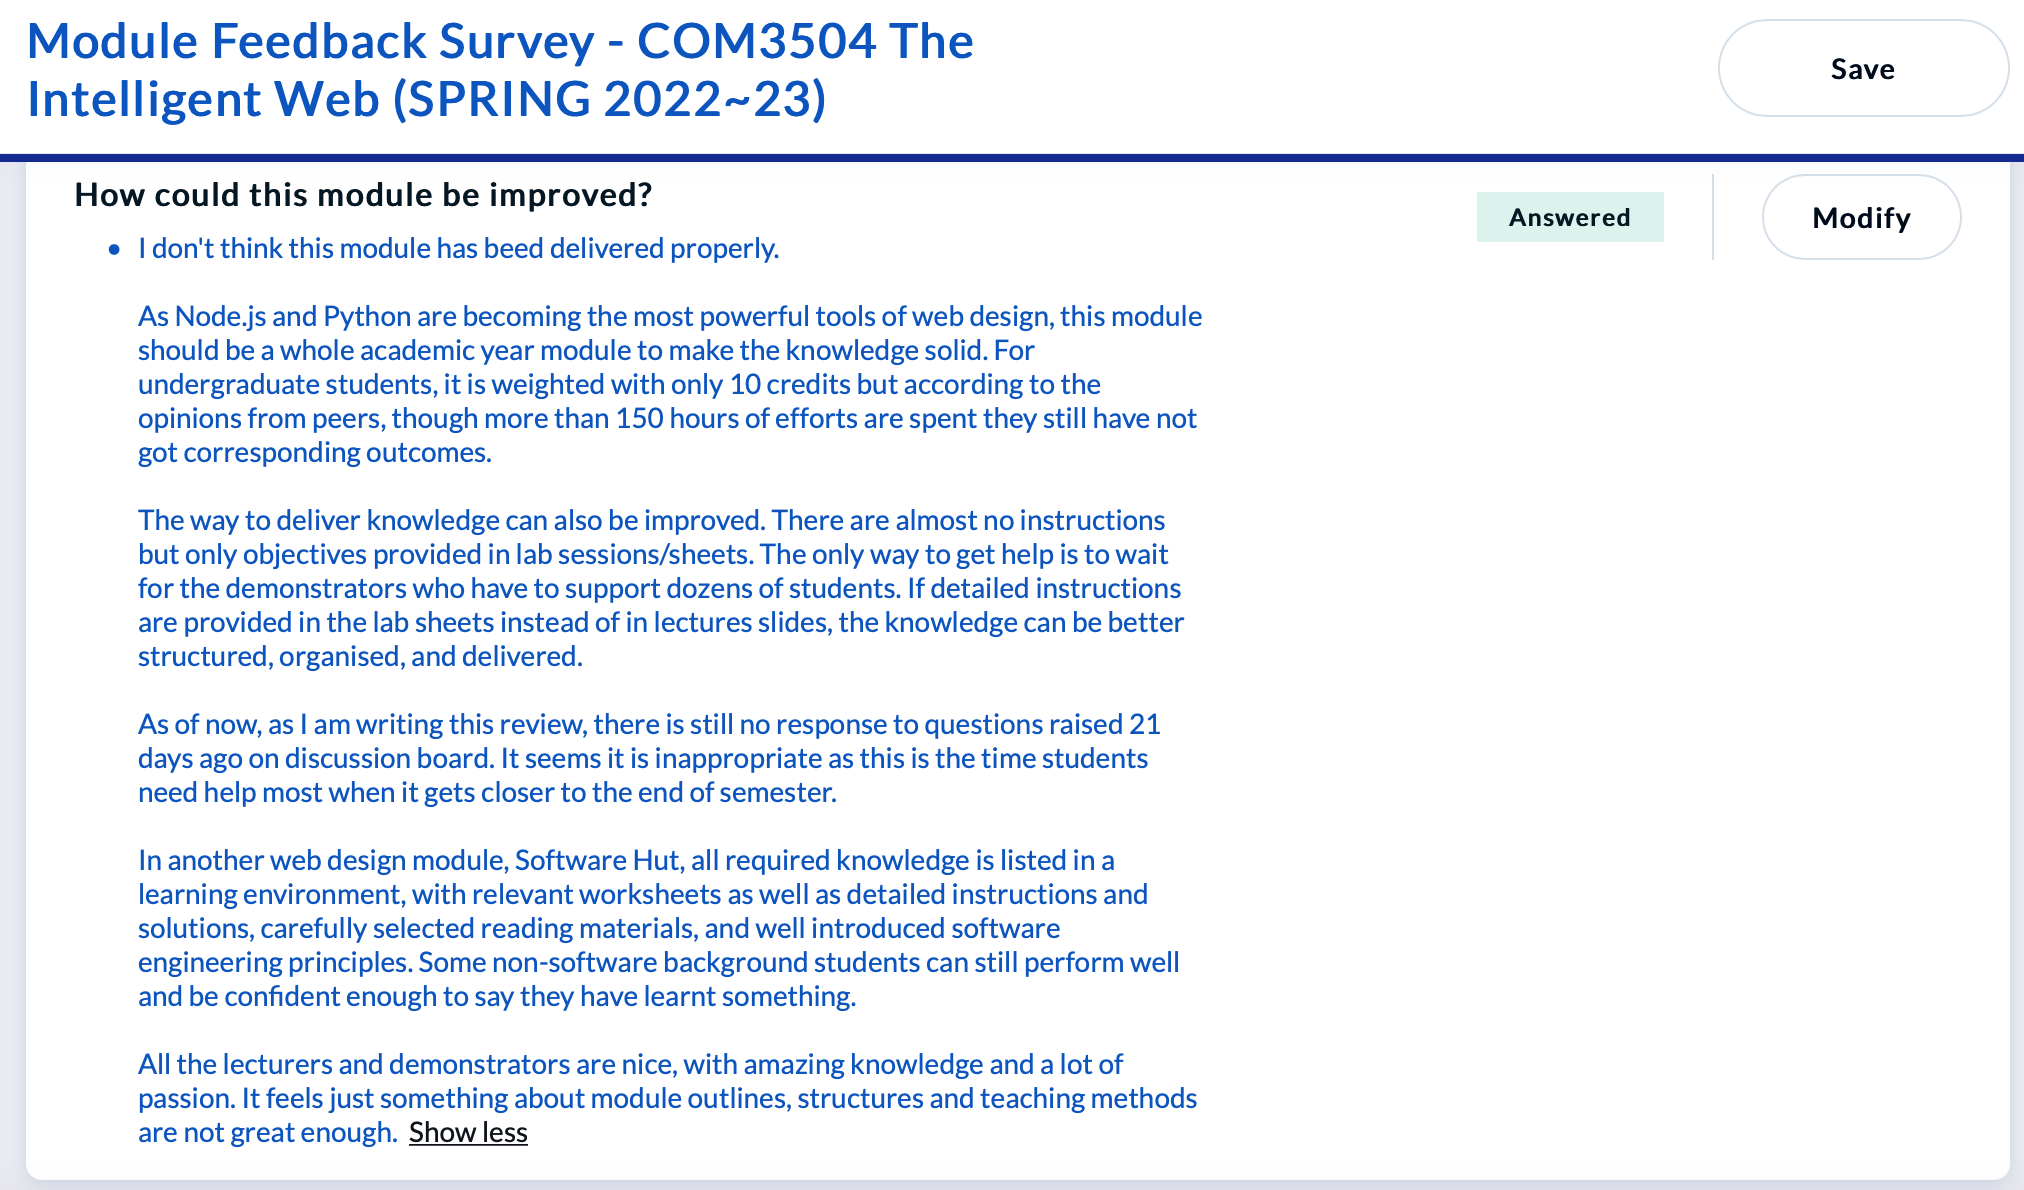 Module Feedback Survey - COM3504 The
Intelligent Web (SPRING 2022~23)
Save
How could this module be improved?
Answered
Modify
• I don't think this module has beed delivered properly.
As Node.js and Python are becoming the most powerful tools of web design, this module
should be a whole academic year module to make the knowledge solid. For
undergraduate students, it is weighted with only 10 credits but according to the
opinions from peers, though more than 150 hours of efforts are spent they still have not
got corresponding outcomes.
The way to deliver knowledge can also be improved. There are almost no instructions
but only objectives provided in lab sessions/sheets. The only way to get help is to wait
for the demonstrators who have to support dozens of students. If detailed instructions
are provided in the lab sheets instead of in lectures slides, the knowledge can be better
structured, organised, and delivered.
As of now, as I am writing this review, there is still no response to questions raised 21
days ago on discussion board. It seems it is inappropriate as this is the time students
need help most when it gets closer to the end of semester.
In another web design module, Software Hut, all required knowledge is listed in a
learning environment, with relevant worksheets as well as detailed instructions and
solutions, carefully selected reading materials, and well introduced software
engineering principles. Some non-software background students can still perform well
and be confident enough to say they have learnt something.
All the lecturers and demonstrators are nice, with amazing knowledge and a lot of
passion. It feels just something about module outlines, structures and teaching methods
are not great enough. Show less